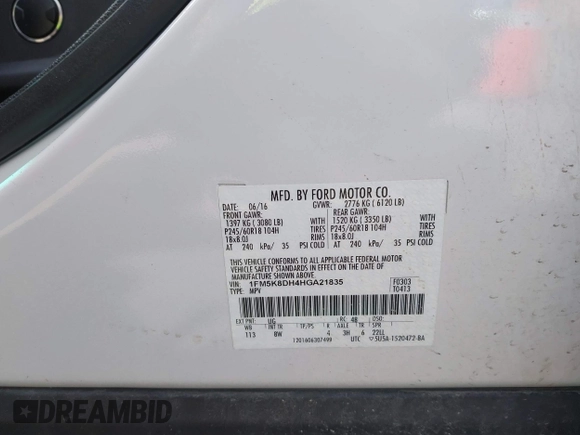 MFD. BY FORD MOTOR CO.
DATE: 06/16 GVWR: 2776 KG ( 6120 LB)
FRONT GAWR: REAR GAWR:
1397 KG ( 3080 LB) WITH 1520 KG ( 3350 LB) WITH
P245/60R18 104H TIRES P245/60R18 104H TIRES
18x8.0J RIMS 18x8.0J RIMS
AT 240 kPa/ 35 PSI COLD AT 240 kPa/ 35 PSI COLD
THIS VEHICLE CONFORMS TO ALL APPLICABLE FEDERAL MOTOR
VEHICLE SAFETY AND THEFT PREVENTION STANDARDS IN EFFECT ON THE DATE OF
MANUFACTURE SHOWN ABOVE.
VIN: 1FM5K8DH4HGA21835 F0303
TYPE: MPV T0413
EXT PNT: UG RC: 48 DSO:
WB INT TR TP/PS R AXLE TR SPR
113 8W 4 3H 6 22LL
1201606307499 UTC ▽5U5A-1520472-BA
DREAMBID